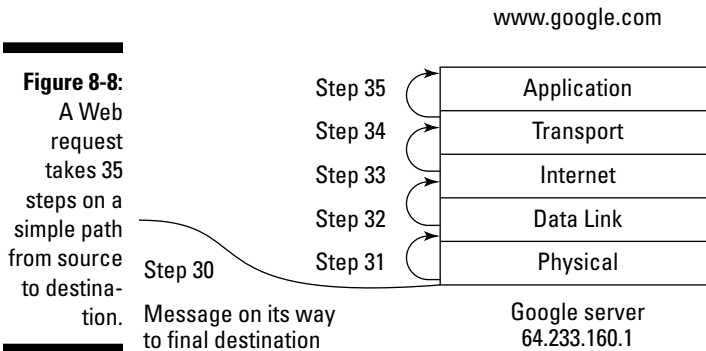 www.google.com
Figure 8-8:
A Web
request
takes 35
steps on a
simple path
from source
to destina-
tion.
Step 35
Application
Step 34
Transport
Step 33
Internet
Step 32
Data Link
Step 31
Physical
Step 30
Message on its way
to final destination
Google server
64.233.160.1